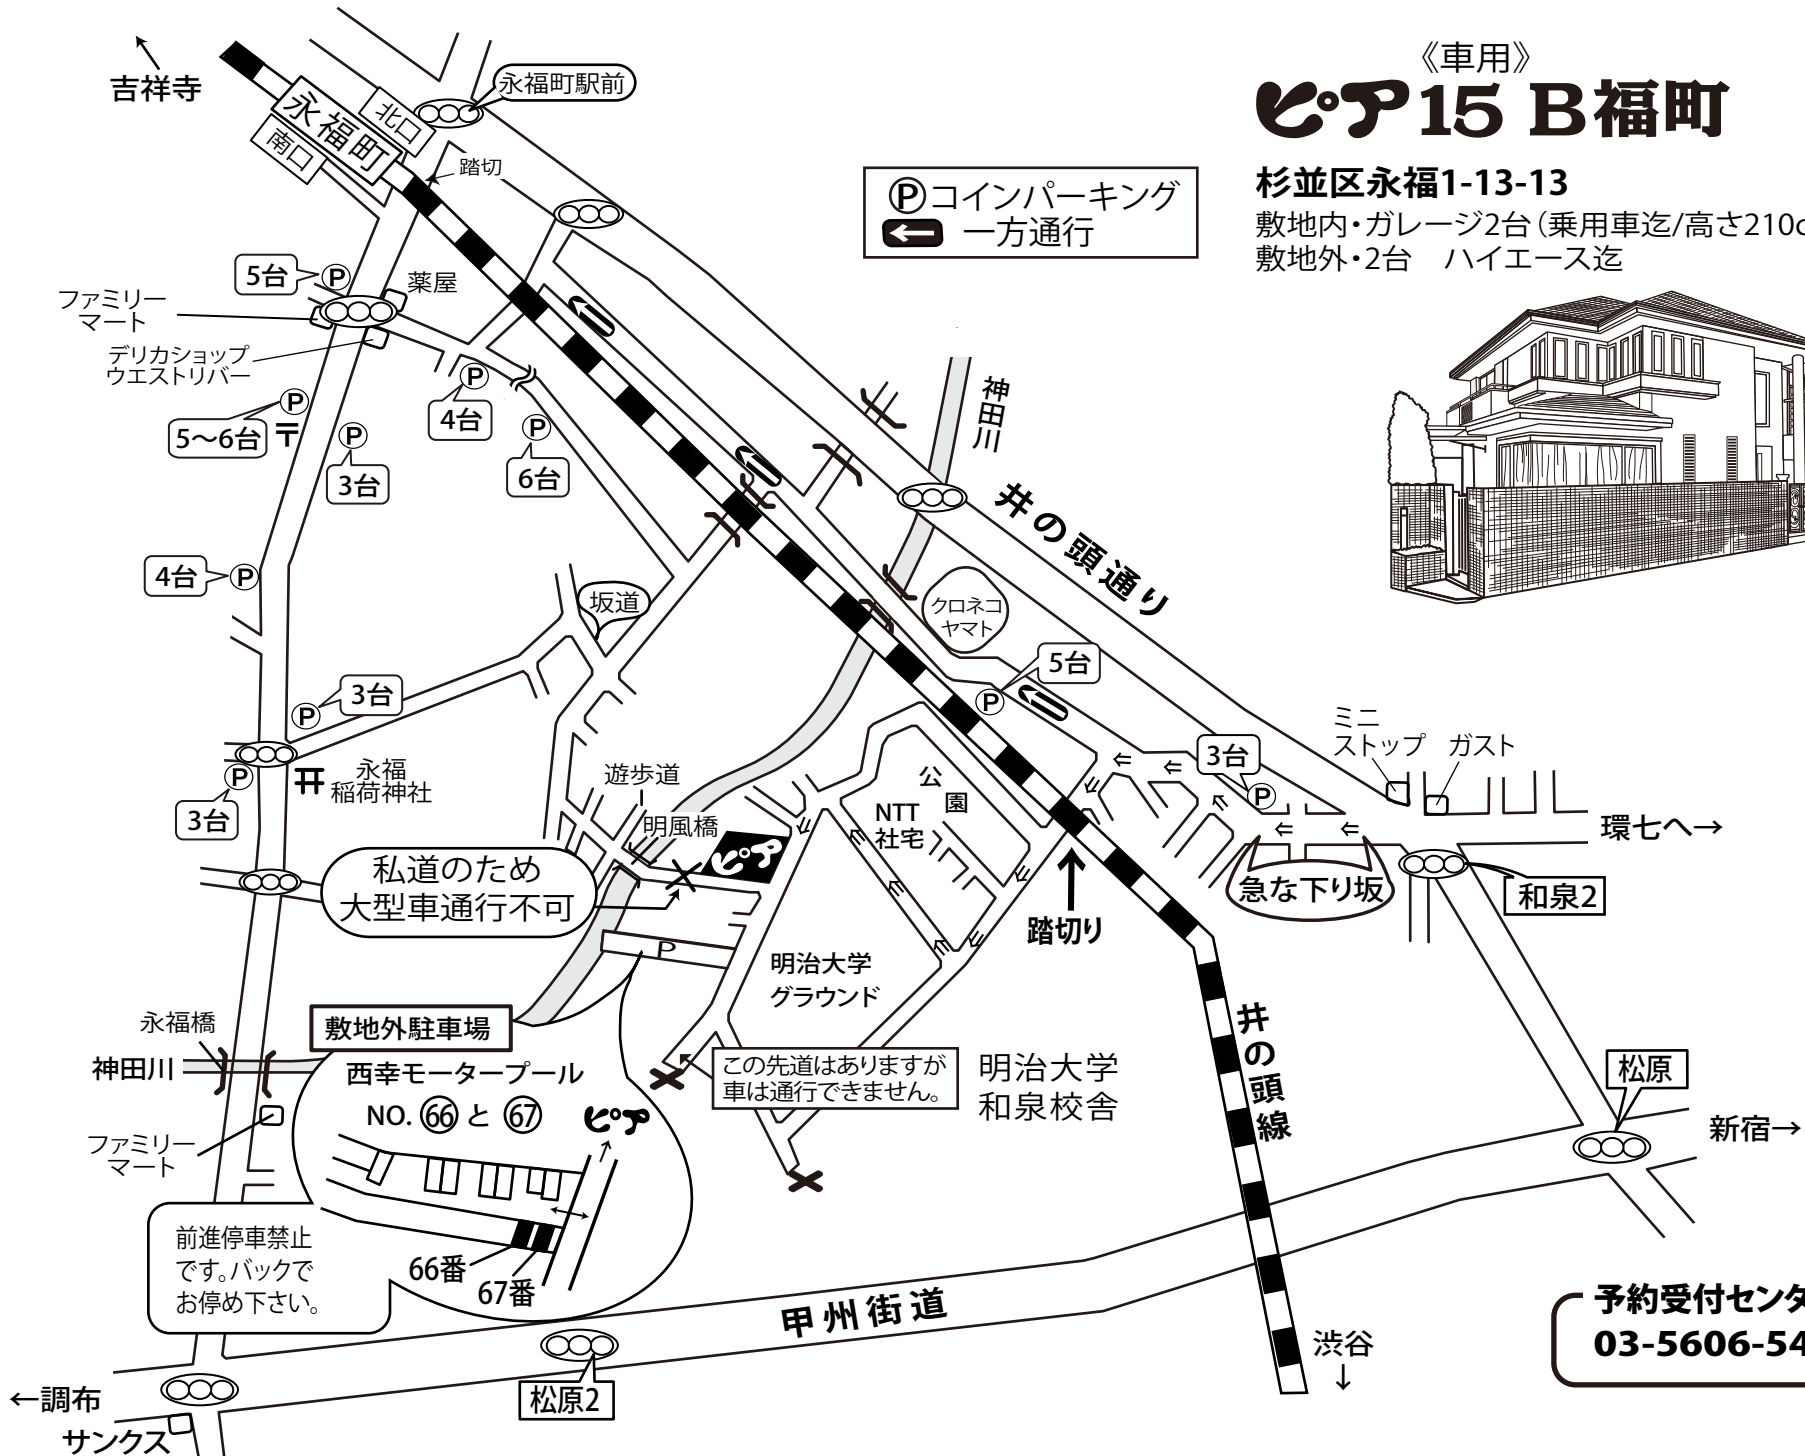 《車用》
ピア15 B福町
杉並区永福1-13-13
敷地内・ガレージ2台（乗用車迄/高さ210c
敷地外・2台　ハイエース迄
Ⓟコインパーキング
← 一方通行
吉祥寺
永福町駅前
北口
永福町
南口
踏切
5台
P
薬屋
ファミリー
マート
デリカショップ
ウエストリバー
P
4台
P
5〜6台
〒
P
3台
P
6台
神田川
井の頭通り
4台
P
坂道
クロネコ
ヤマト
5台
P
3台
P
P
3台
永福
稲荷神社
遊歩道
明風橋
ピア
公園
NTT
社宅
3台
P
ミニ
ストップ
ガスト
環七へ→
私道のため
大型車通行不可
急な下り坂
和泉2
踏切り
P
明治大学
グラウンド
永福橋
神田川
敷地外駐車場
西幸モータープール
NO. 66 と 67
ピア
66番
67番
この先道はありますが
車は通行できません。
明治大学
和泉校舎
井の頭線
松原
新宿→
ファミリー
マート
前進停車禁止
です。バックで
お停め下さい。
甲州街道
松原2
渋谷
↓
←調布
サンクス
予約受付センタ
03-5606-54